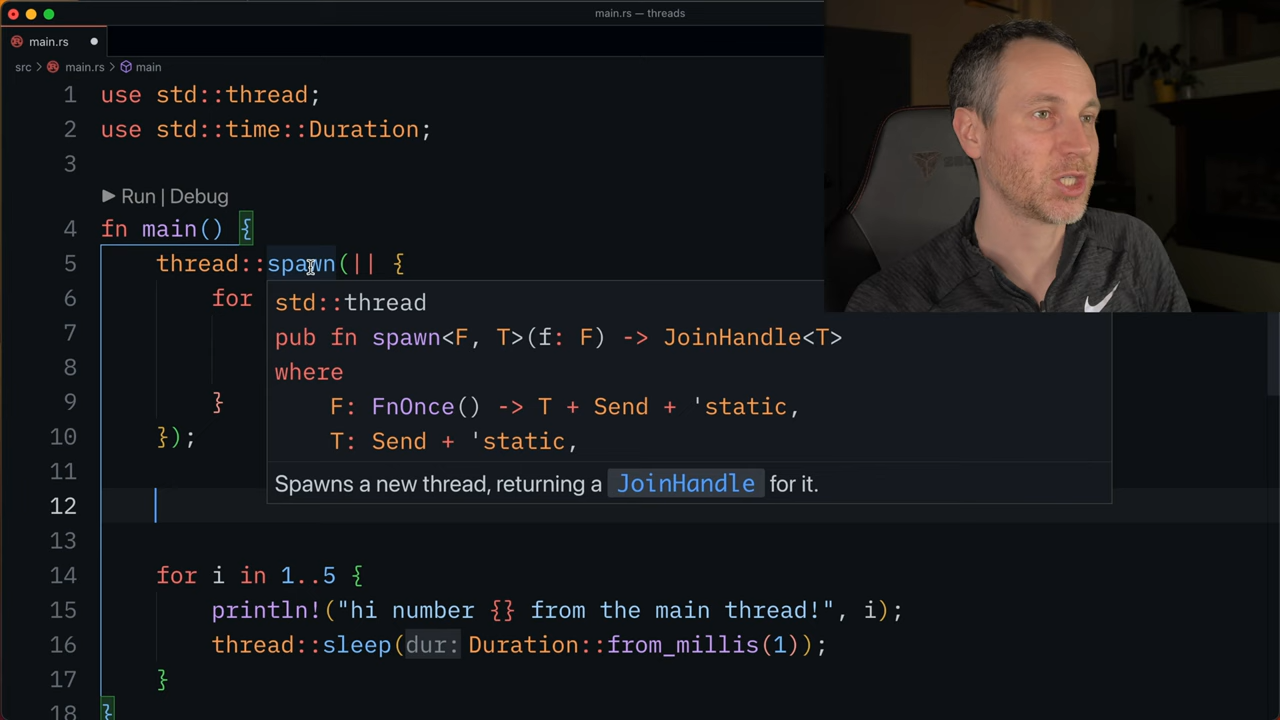 main.rs — threads
main.rs
src > main.rs > main
1 use std::thread;
2 use std::time::Duration;
3
Run | Debug
4 fn main() {
5 thread::spawn(|| {
6 for
std::thread
7
pub fn spawn<F, T>(f: F) -> JoinHandle<T>
8
where
9 }
F: FnOnce() -> T + Send + 'static,
10 });
T: Send + 'static,
11
Spawns a new thread, returning a JoinHandle for it.
12
13
14 for i in 1..5 {
15 println!("hi number {} from the main thread!", i);
16 thread::sleep(dur: Duration::from_millis(1));
17 }
18 }